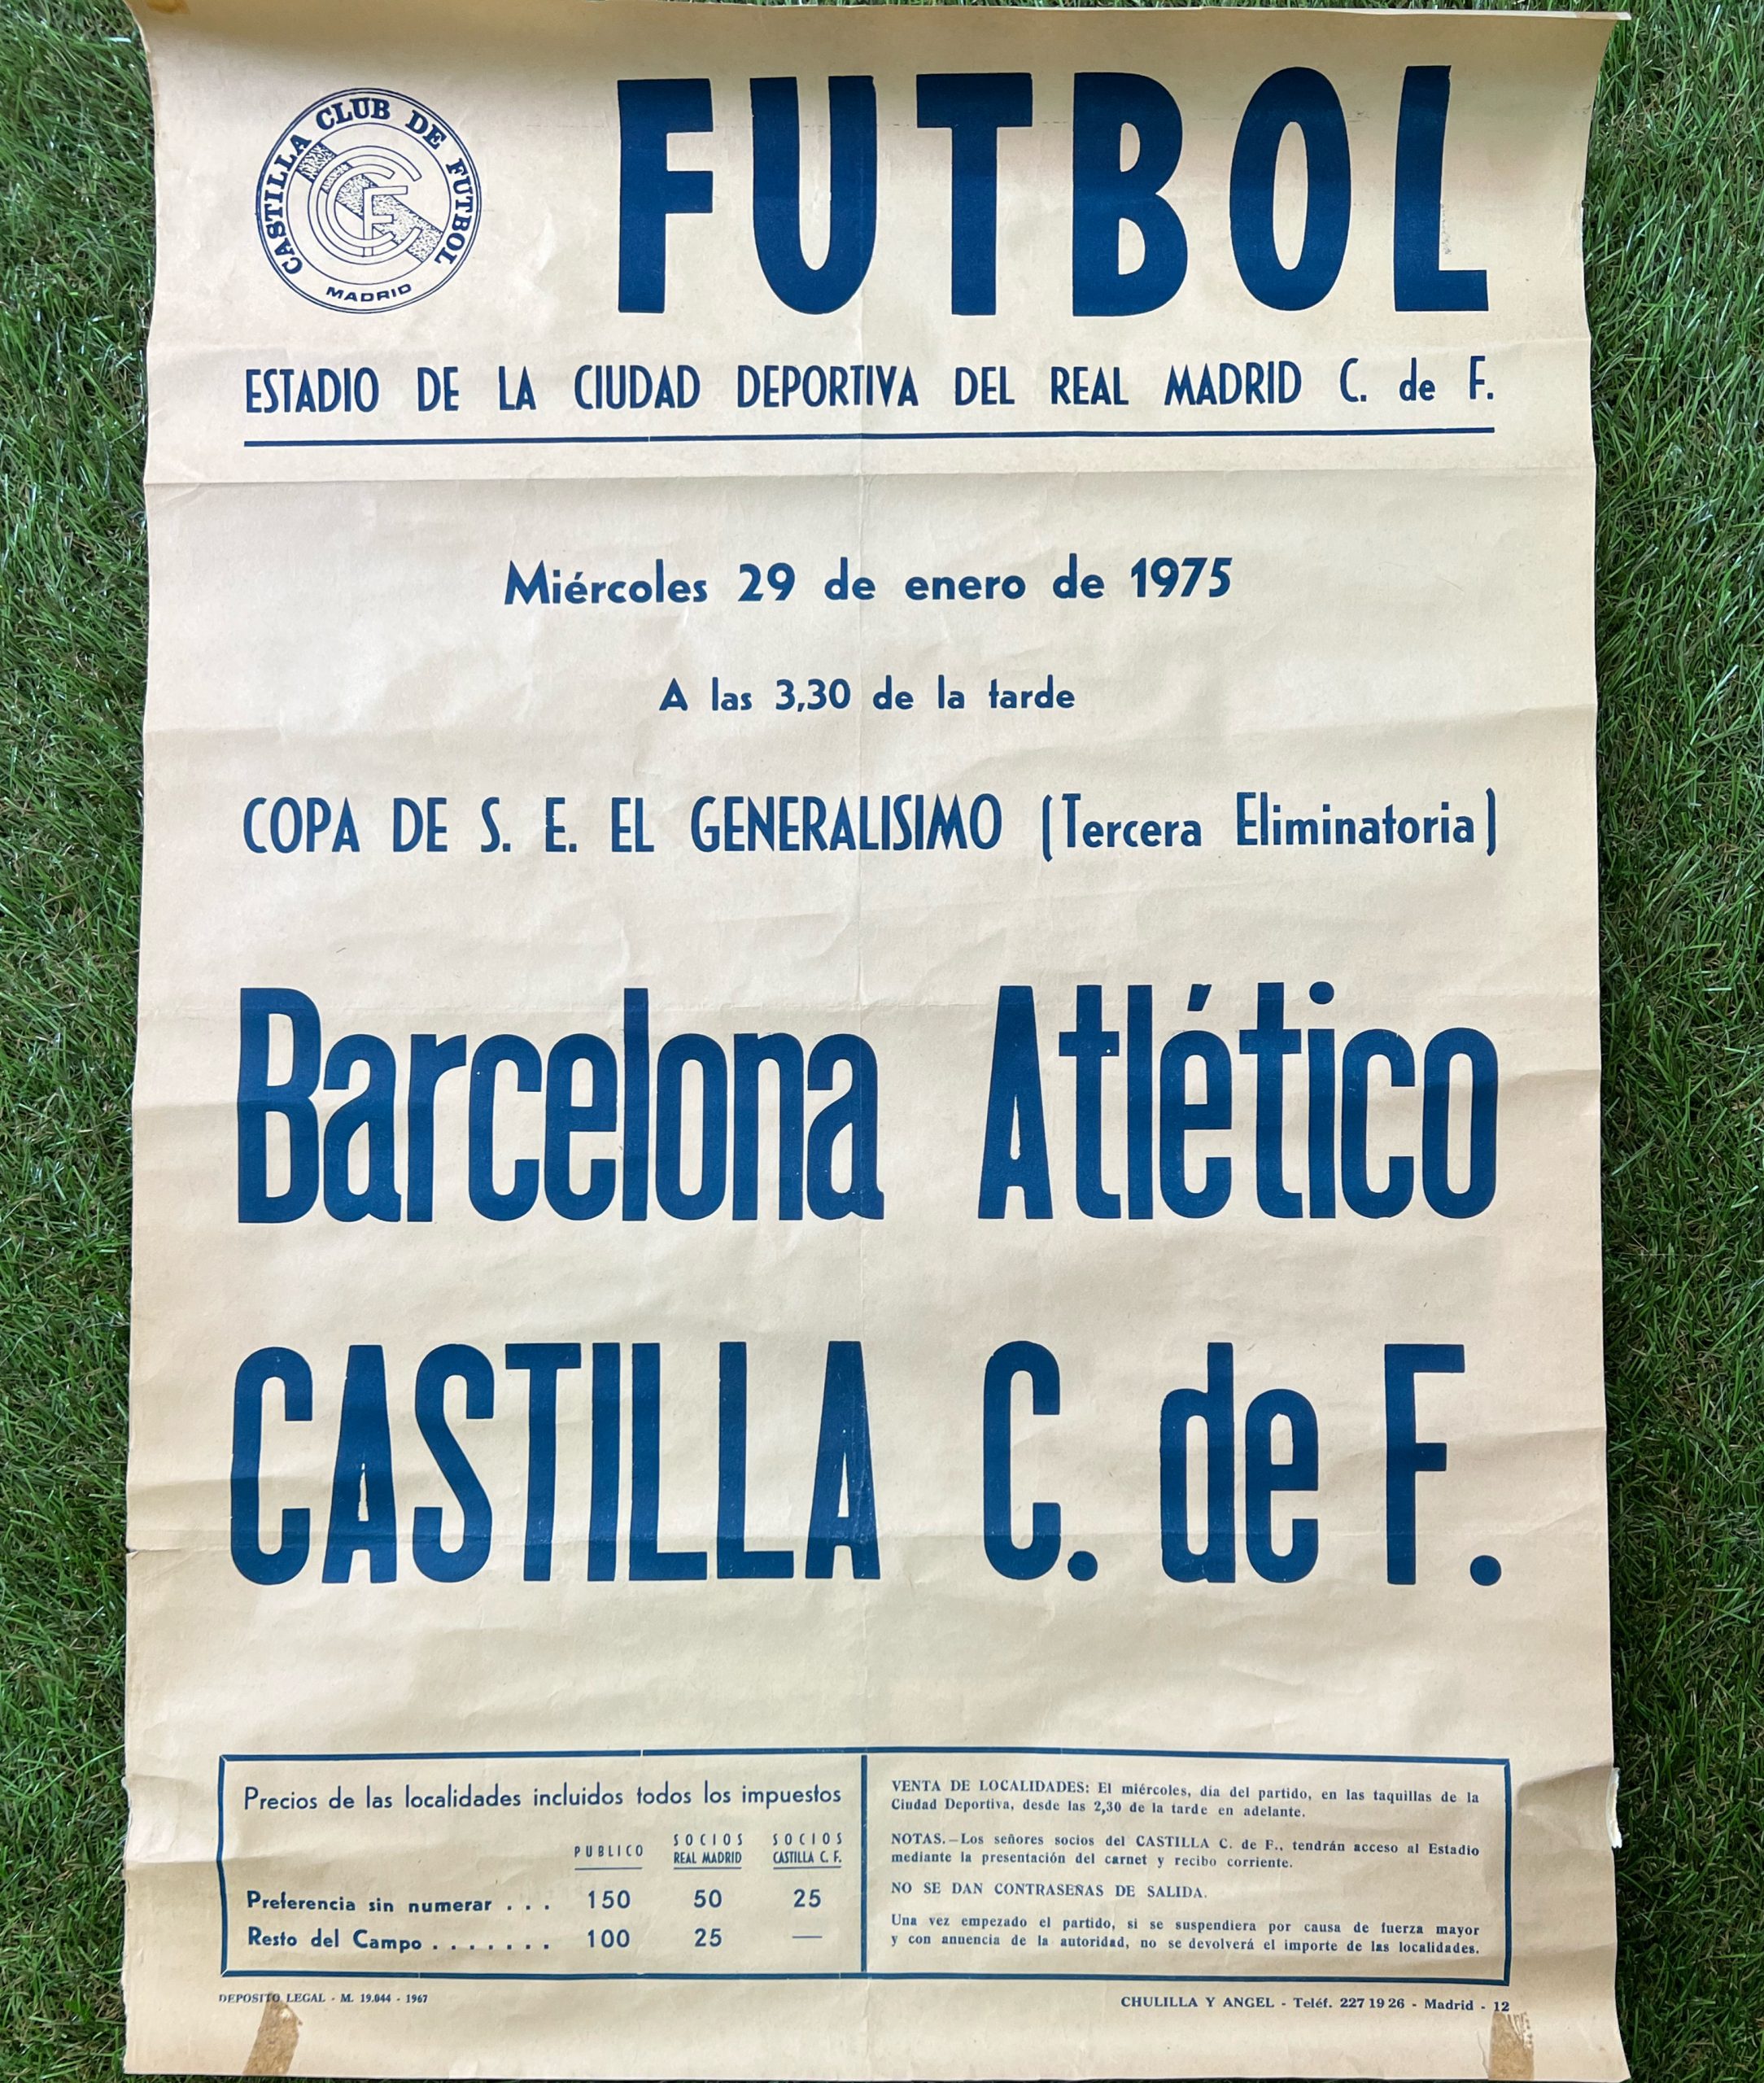 CASTILLA CLUB DE FUTBOL
CCF
MADRID
FUTBOL
ESTADIO DE LA CIUDAD DEPORTIVA DEL REAL MADRID C. de F.
Miércoles 29 de enero de 1975
A las 3,30 de la tarde
COPA DE S. E. EL GENERALISIMO (Tercera Eliminatoria)
Barcelona Atlético
CASTILLA C. de F.
Precios de las localidades incluidos todos los impuestos
PUBLICO SOCIOS REAL MADRID SOCIOS CASTILLA C. F.
Preferencia sin numerar . . . 150 50 25
Resto del Campo . . . . . . . 100 25 —
VENTA DE LOCALIDADES: El miércoles, día del partido, en las taquillas de la
Ciudad Deportiva, desde las 2,30 de la tarde en adelante.
NOTAS.—Los señores socios del CASTILLA C. de F., tendrán acceso al Estadio
mediante la presentación del carnet y recibo corriente.
NO SE DAN CONTRASEÑAS DE SALIDA.
Una vez empezado el partido, si se suspendiera por causa de fuerza mayor
y con anuencia de la autoridad, no se devolverá el importe de las localidades.
DEPOSITO LEGAL - M. 19.044 - 1967
CHULILLA Y ANGEL - Teléf. 227 19 26 - Madrid - 12